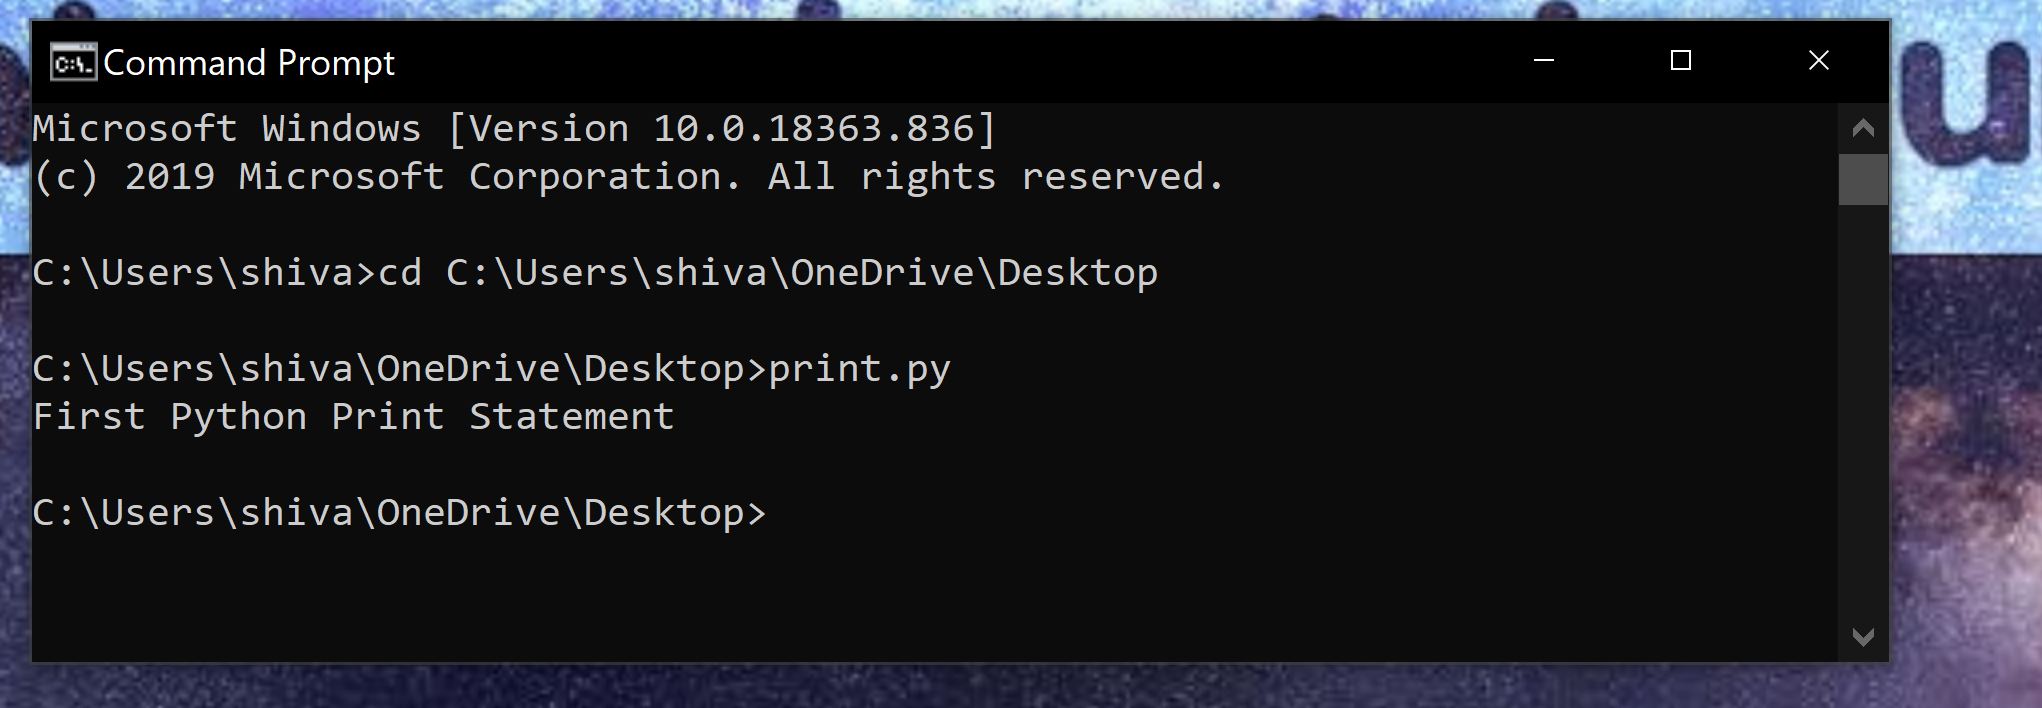 Command Prompt
Microsoft Windows [Version 10.0.18363.836]
(c) 2019 Microsoft Corporation. All rights reserved.
C:\Users\shiva>cd C:\Users\shiva\OneDrive\Desktop
C:\Users\shiva\OneDrive\Desktop>print.py
First Python Print Statement
C:\Users\shiva\OneDrive\Desktop>